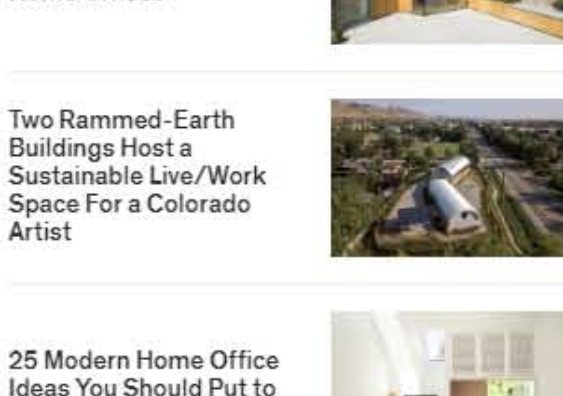 Two Rammed-Earth
Buildings Host a
Sustainable Live/Work
Space For a Colorado
Artist
25 Modern Home Office
Ideas You Should Put to